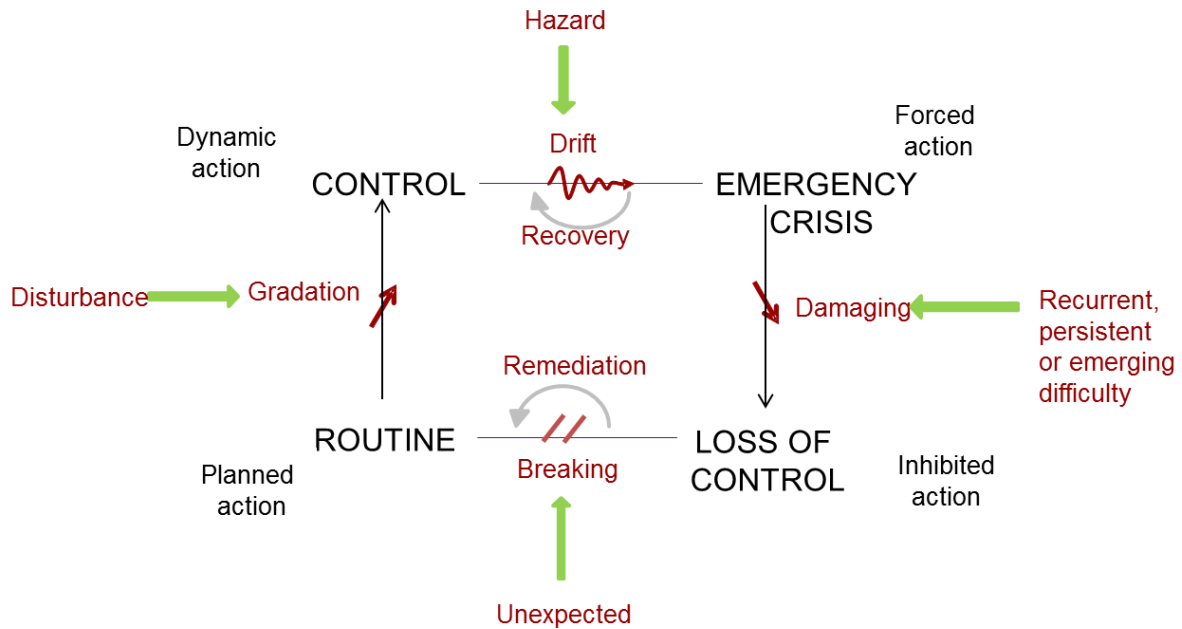 Hazard
Dynamic
action
Drift
Forced
action
CONTROL
EMERGENCY
CRISIS
Recovery
Disturbance
Gradation
Damaging
Recurrent,
persistent
or emerging
difficulty
Remediation
ROUTINE
LOSS OF
CONTROL
Breaking
Planned
action
Inhibited
action
Unexpected